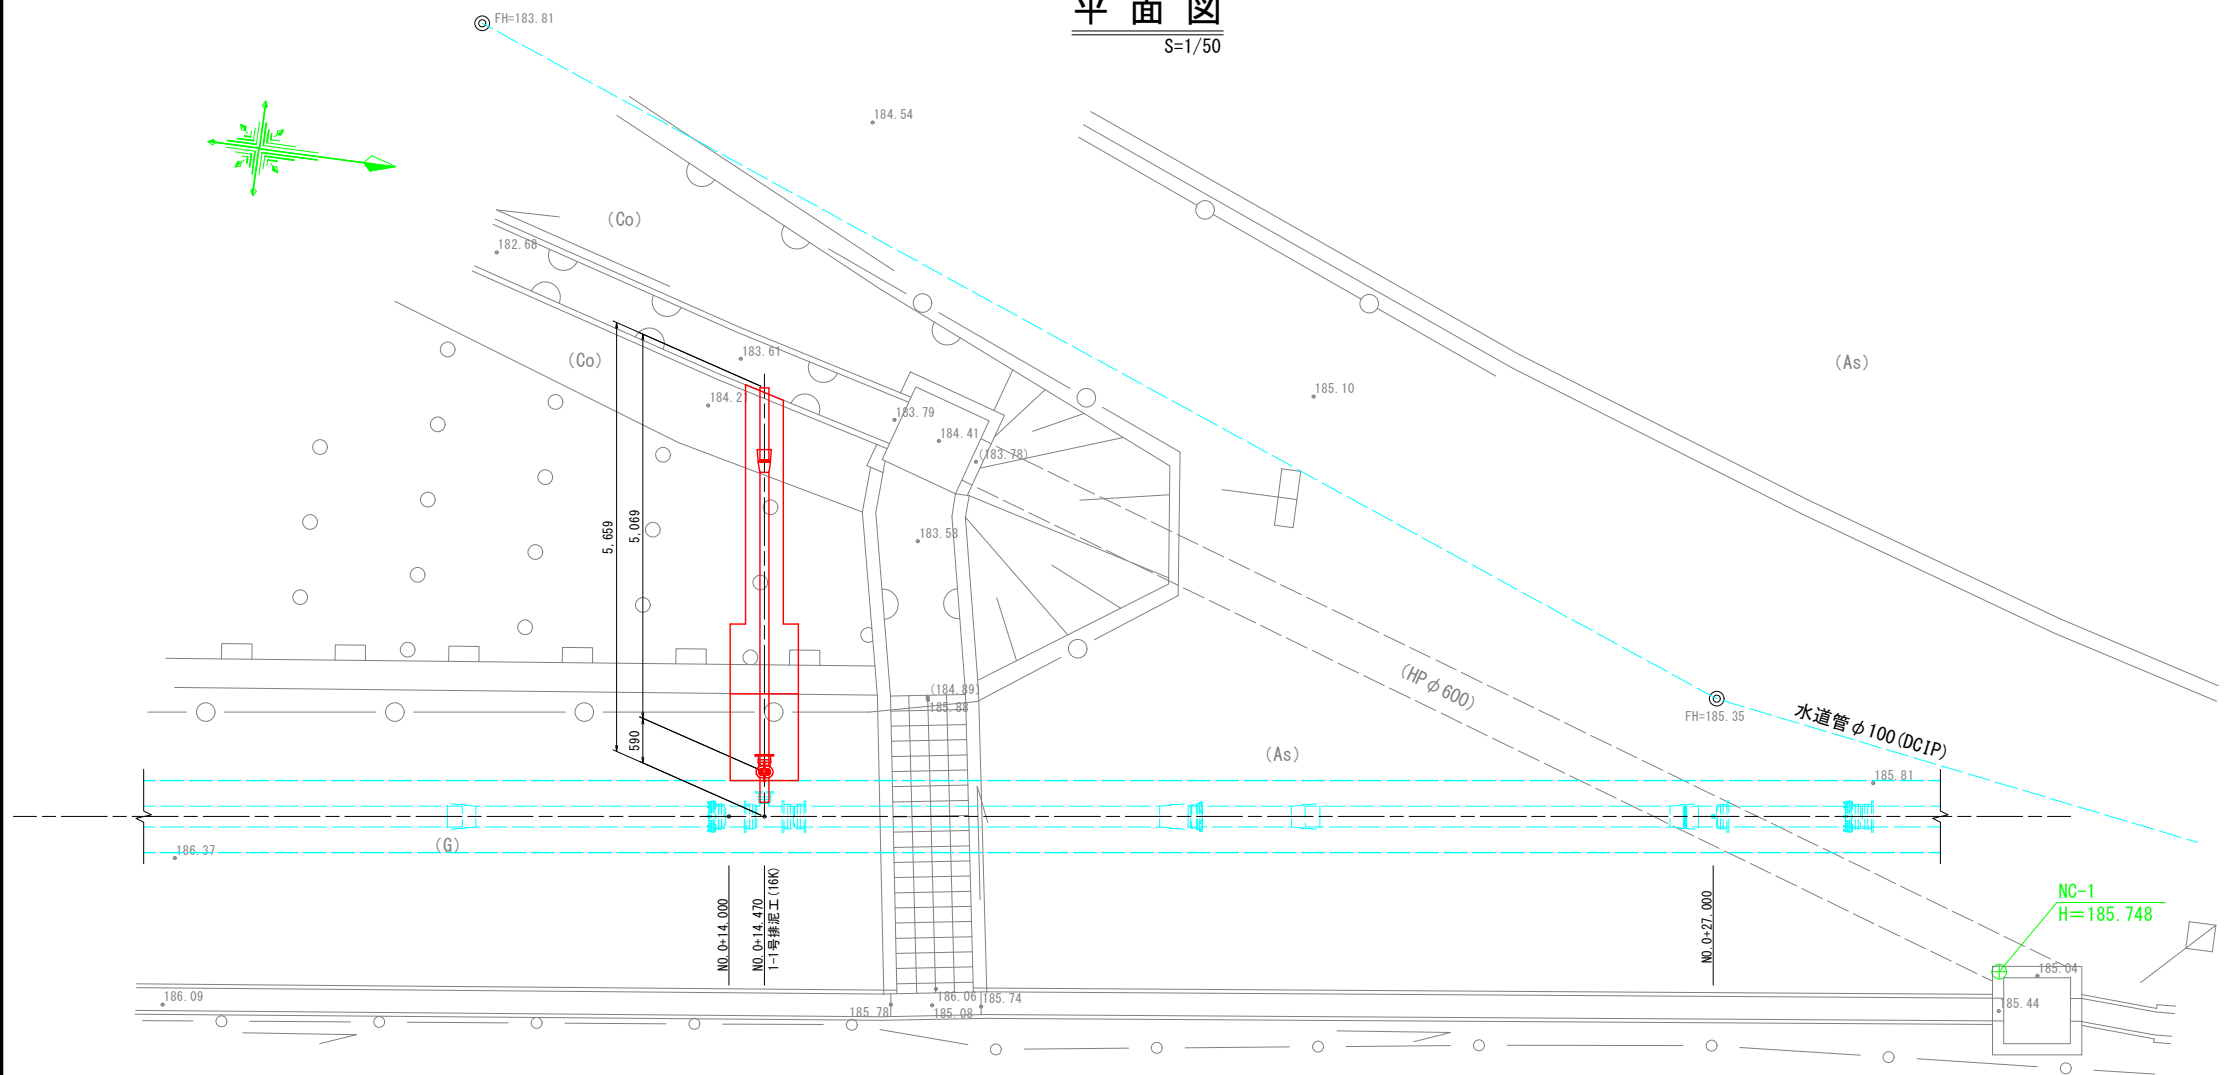 平面図
S=1/50
FH=183.81
184.54
(Co)
182.68
(Co)
183.61
184.21
183.79
184.41
(183.78)
185.10
(As)
5,659
5,069
183.58
(184.89)
185.88
(HPφ600)
FH=185.35
水道管φ100(DCIP)
590
(As)
185.81
(G)
186.37
NO.0+14.000
NO.0+14.470
1-1号排泥工(16K)
NO.0+27.000
NC-1
H=185.748
186.09
185.78
186.06
185.08
185.74
185.04
185.44